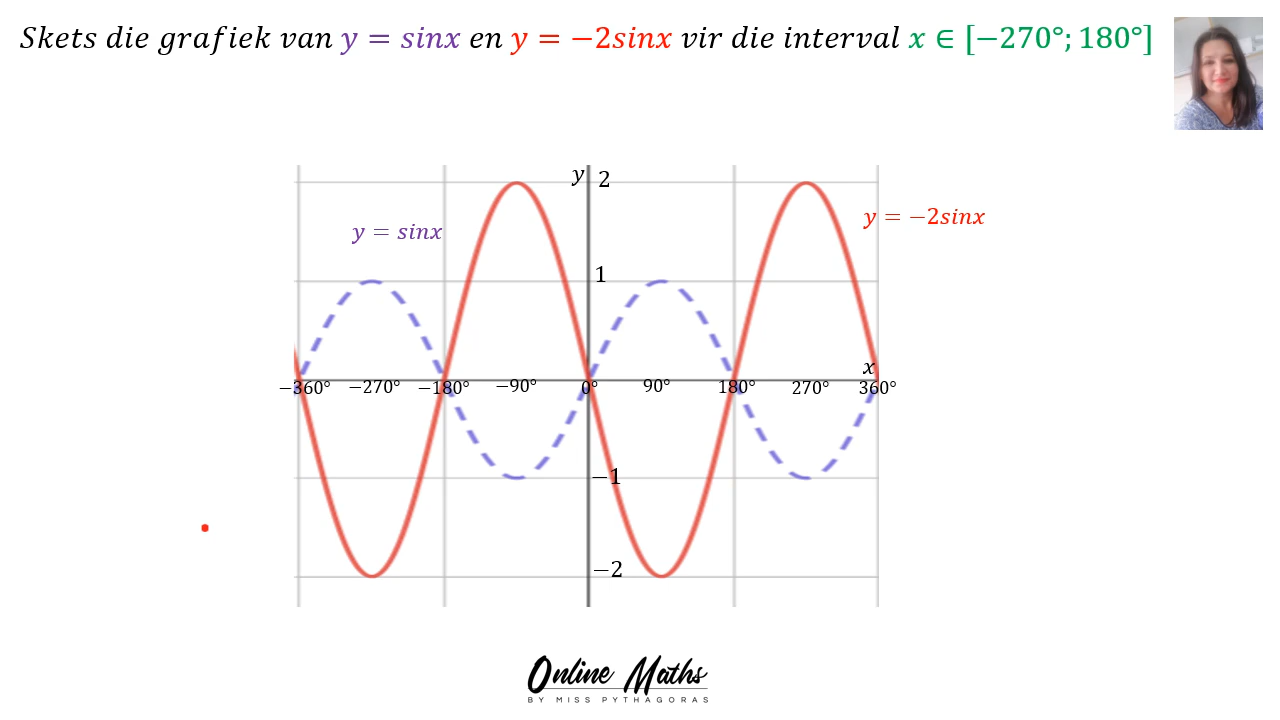 Skets die grafiek van y = sinx en y = −2sinx vir die interval x ∈ [−270°; 180°]
y 2
y = −2sinx
y = sinx
1
x
−360° −270° −180° −90° 0° 90° 180° 270° 360°
−1
−2
Online Maths
BY MISS PYTHAGORAS